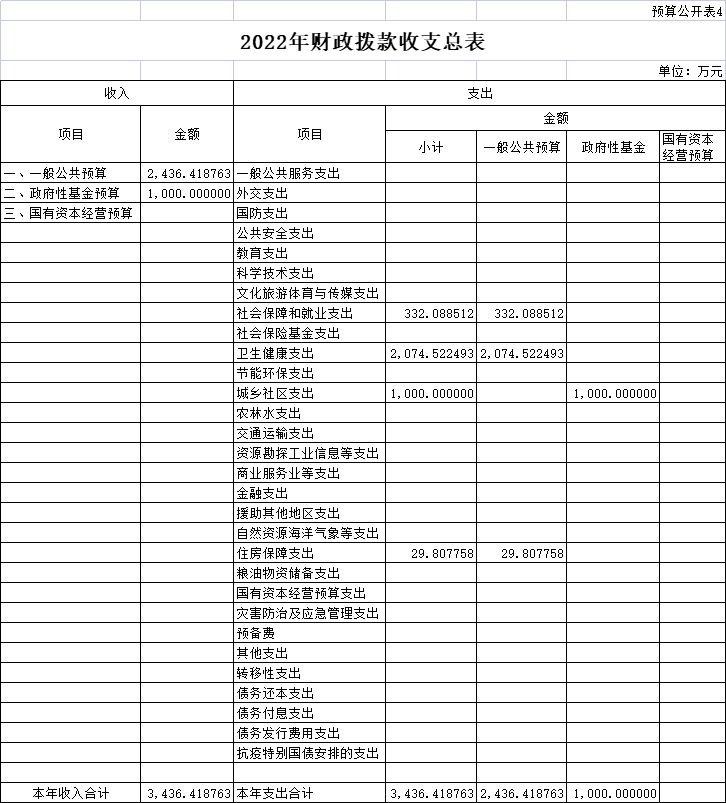 预算公开表4
2022年财政拨款收支总表
单位：万元
收入 支出
项目 金额 项目 金额
小计 一般公共预算 政府性基金 国有资本
经营预算
一、一般公共预算 2,436.418763 一般公共服务支出
二、政府性基金预算 1,000.000000 外交支出
三、国有资本经营预算 国防支出
公共安全支出
教育支出
科学技术支出
文化旅游体育与传媒支出
社会保障和就业支出 332.088512 332.088512
社会保险基金支出
卫生健康支出 2,074.522493 2,074.522493
节能环保支出
城乡社区支出 1,000.000000 1,000.000000
农林水支出
交通运输支出
资源勘探工业信息等支出
商业服务业等支出
金融支出
援助其他地区支出
自然资源海洋气象等支出
住房保障支出 29.807758 29.807758
粮油物资储备支出
国有资本经营预算支出
灾害防治及应急管理支出
预备费
其他支出
转移性支出
债务还本支出
债务付息支出
债务发行费用支出
抗疫特别国债安排的支出
本年收入合计 3,436.418763 本年支出合计 3,436.418763 2,436.418763 1,000.000000